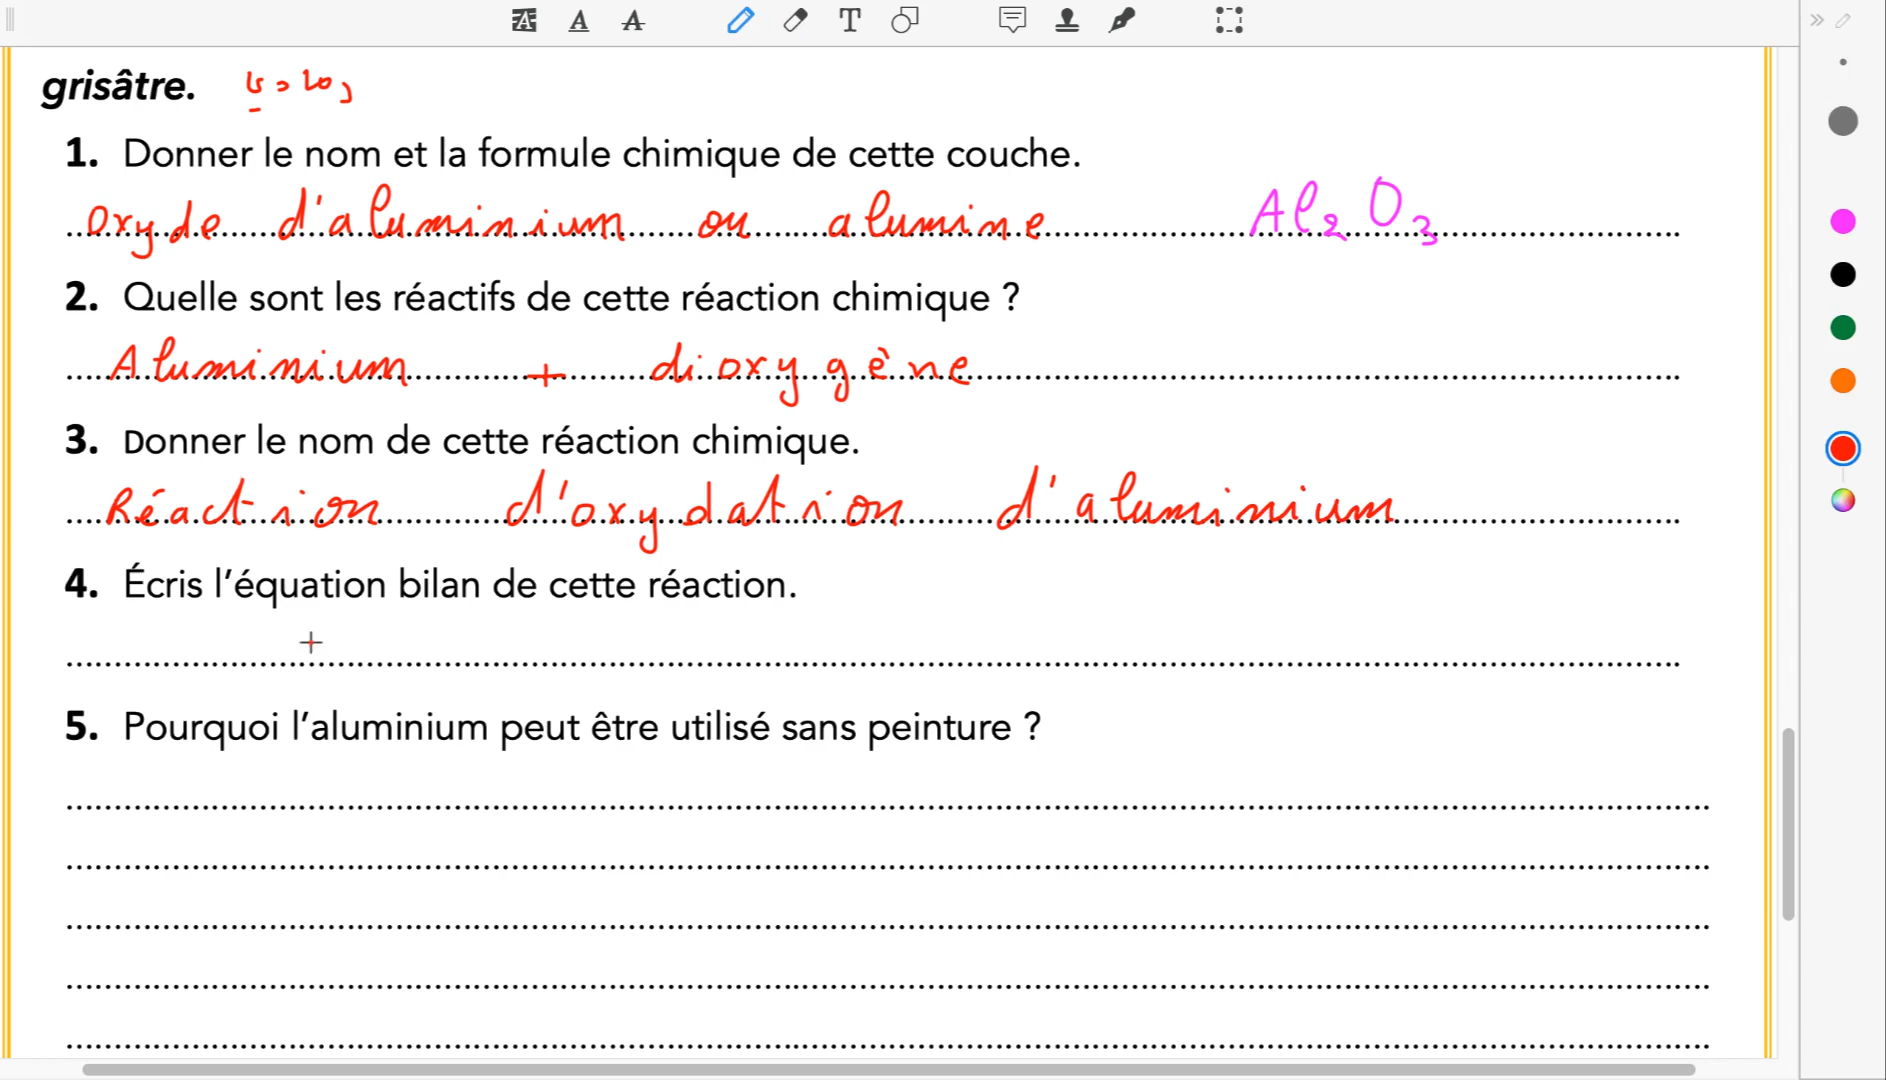 grisâtre.
1. Donner le nom et la formule chimique de cette couche.
oxyde d'aluminium ou alumine Al₂O₃
2. Quelle sont les réactifs de cette réaction chimique ?
Aluminium + dioxygène
3. Donner le nom de cette réaction chimique.
Réaction d'oxydation d'aluminium
4. Écris l'équation bilan de cette réaction.
5. Pourquoi l'aluminium peut être utilisé sans peinture ?